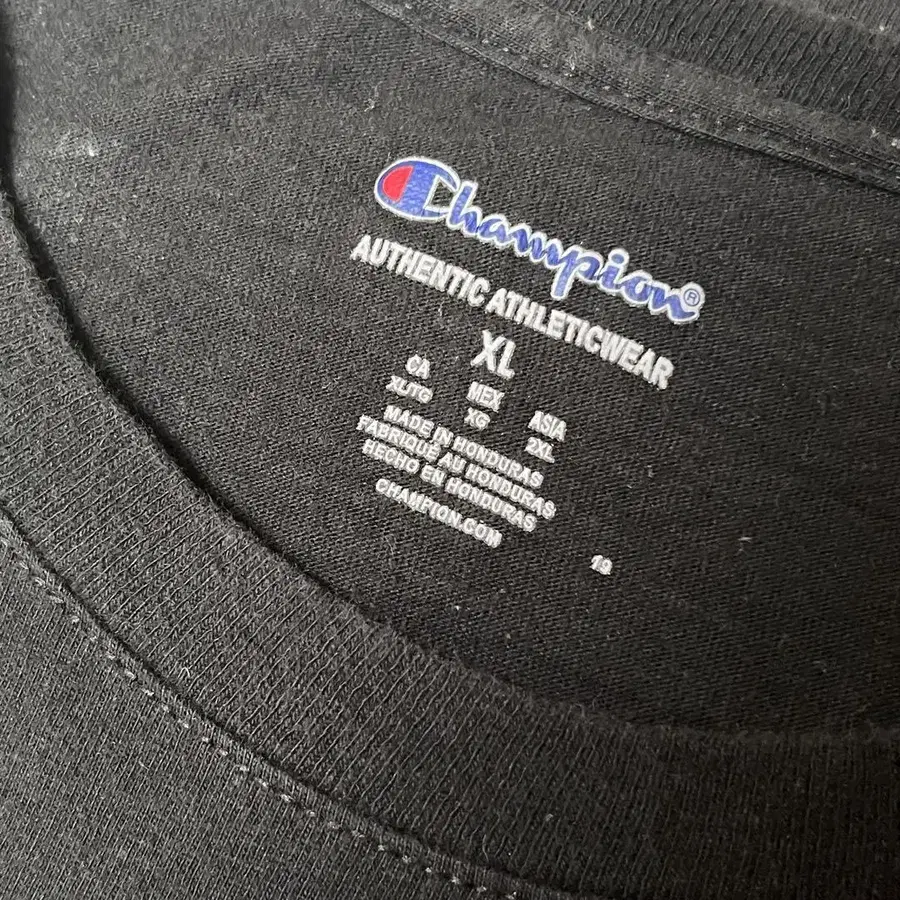 Champion®
AUTHENTIC ATHLETICWEAR
XL
CA MEX ASIA
XL/TG XG 2XL
MADE IN HONDURAS
FABRIQUE AU HONDURAS
HECHO EN HONDURAS
CHAMPION.COM
19